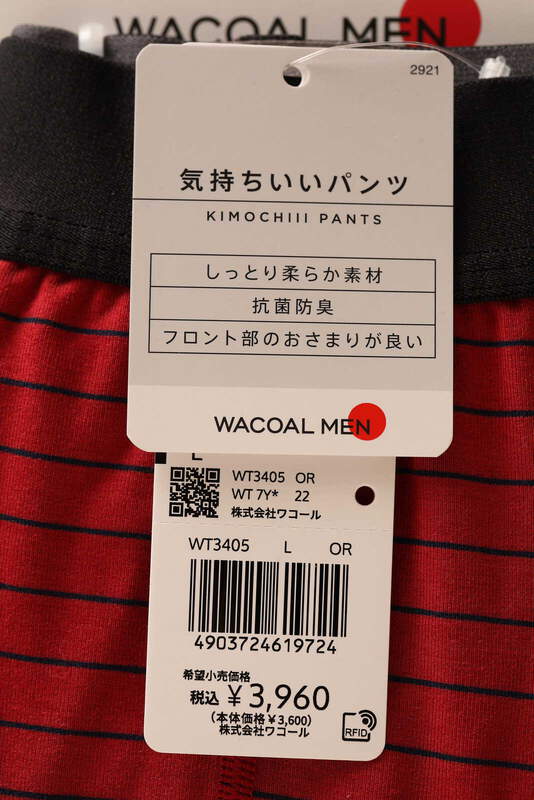 WACOAL MEN
2921
気持ちいいパンツ
KIMOCHIII PANTS
しっとり柔らか素材
抗菌防臭
フロント部のおさまりが良い
WACOAL MEN
L
WT3405 OR
WT 7Y* 22
株式会社ワコール
WT3405 L OR
4903724619724
希望小売価格
税込 ¥3,960
(本体価格¥3,600)
株式会社ワコール
RFID